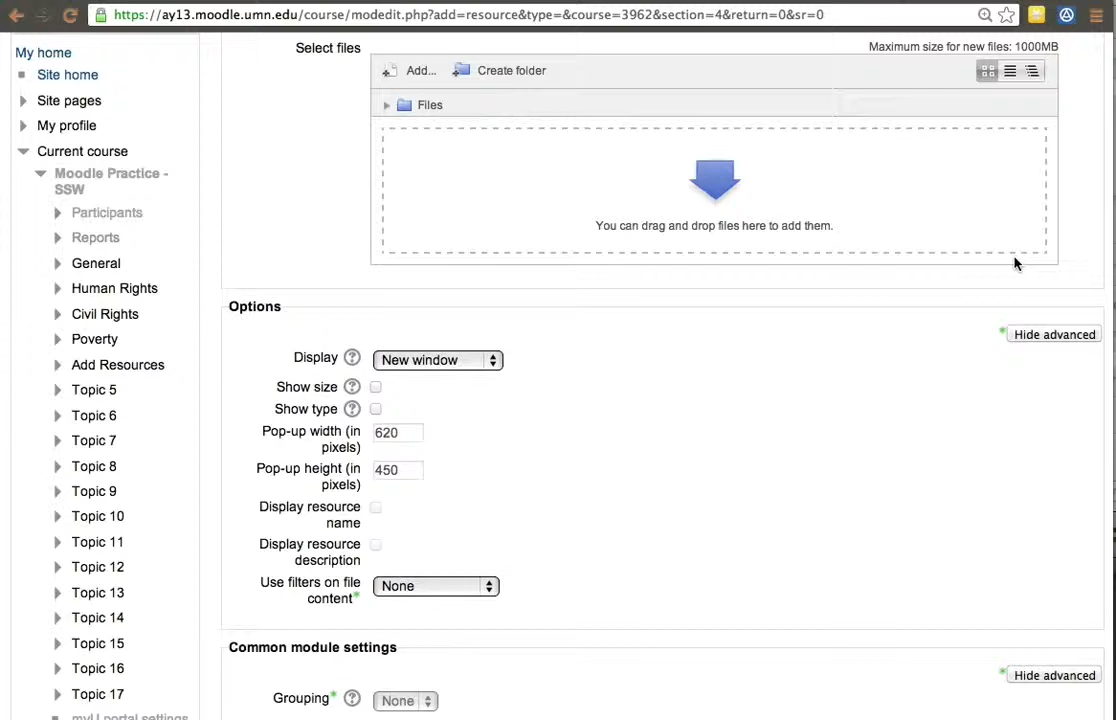 https://ay13.moodle.umn.edu/course/modedit.php?add=resource&type=&course=3962&section=4&return=0&sr=0
My home
Site home
Site pages
My profile
Current course
Moodle Practice -
SSW
Participants
Reports
General
Human Rights
Civil Rights
Poverty
Add Resources
Topic 5
Topic 6
Topic 7
Topic 8
Topic 9
Topic 10
Topic 11
Topic 12
Topic 13
Topic 14
Topic 15
Topic 16
Topic 17
myU portal settings
Select files
Maximum size for new files: 1000MB
Add... Create folder
Files
You can drag and drop files here to add them.
Options
* Hide advanced
Display ? New window
Show size ?
Show type ?
Pop-up width (in
pixels)
620
Pop-up height (in
pixels)
450
Display resource
name
Display resource
description
Use filters on file
content*
None
Common module settings
* Hide advanced
Grouping* ? None